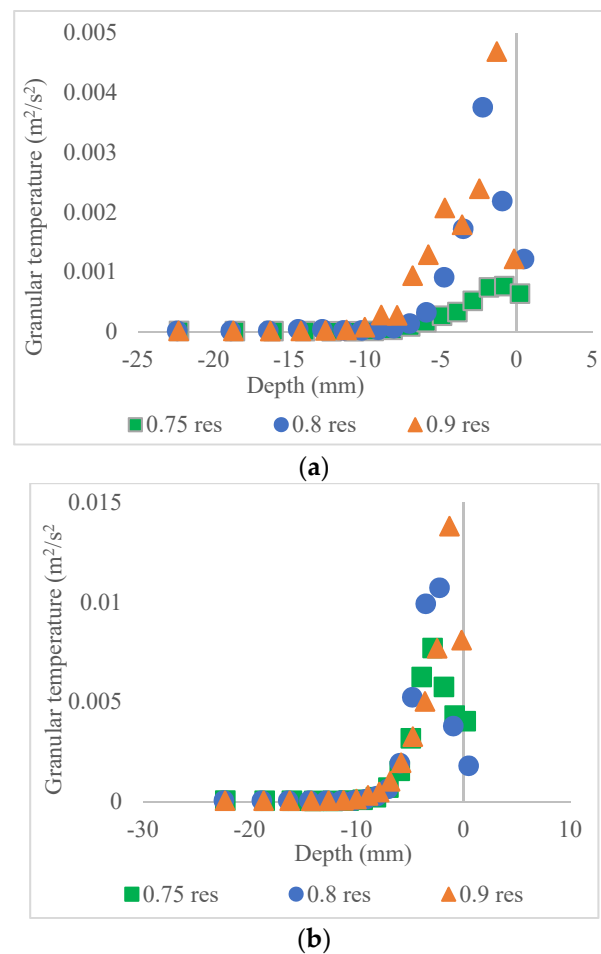 0.005
0.004
0.003
0.002
0.001
0
Granular temperature (m²/s²)
-25 -20 -15 -10 -5 0 5
Depth (mm)
0.75 res 0.8 res 0.9 res
(a)
0.015
0.01
0.005
0
Granular temperature (m²/s²
-30 -20 -10 0 10
Depth (mm)
0.75 res 0.8 res 0.9 res
(b)